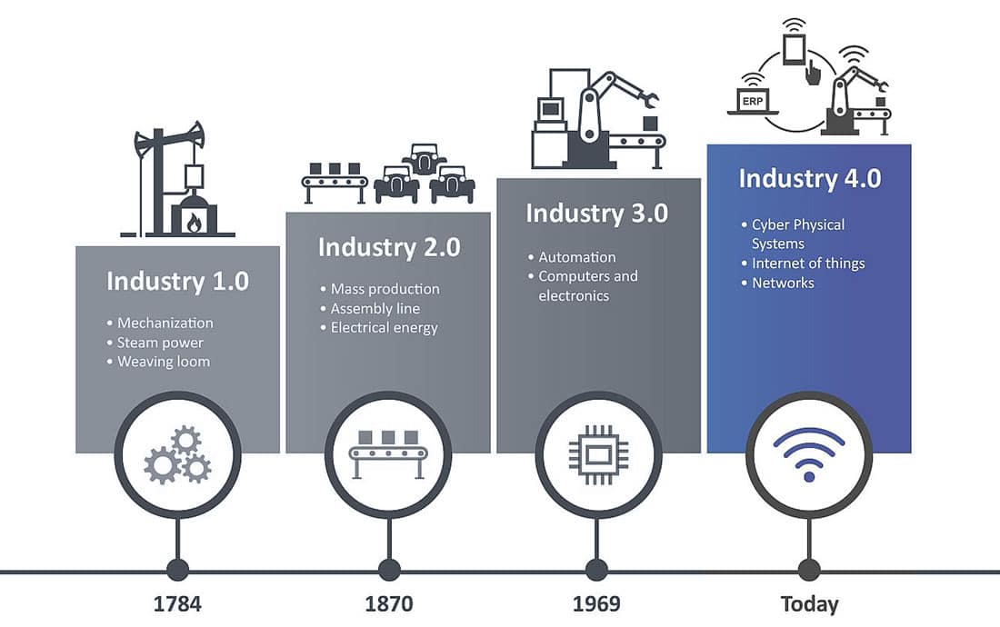 ERP
Industry 1.0
• Mechanization
• Steam power
• Weaving loom
Industry 2.0
• Mass production
• Assembly line
• Electrical energy
Industry 3.0
• Automation
• Computers and
electronics
Industry 4.0
• Cyber Physical
Systems
• Internet of things
• Networks
1784
1870
1969
Today